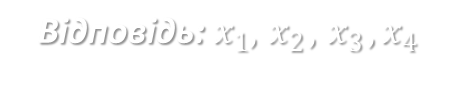 Відповідь: x₁, x₂, x₃, x₄